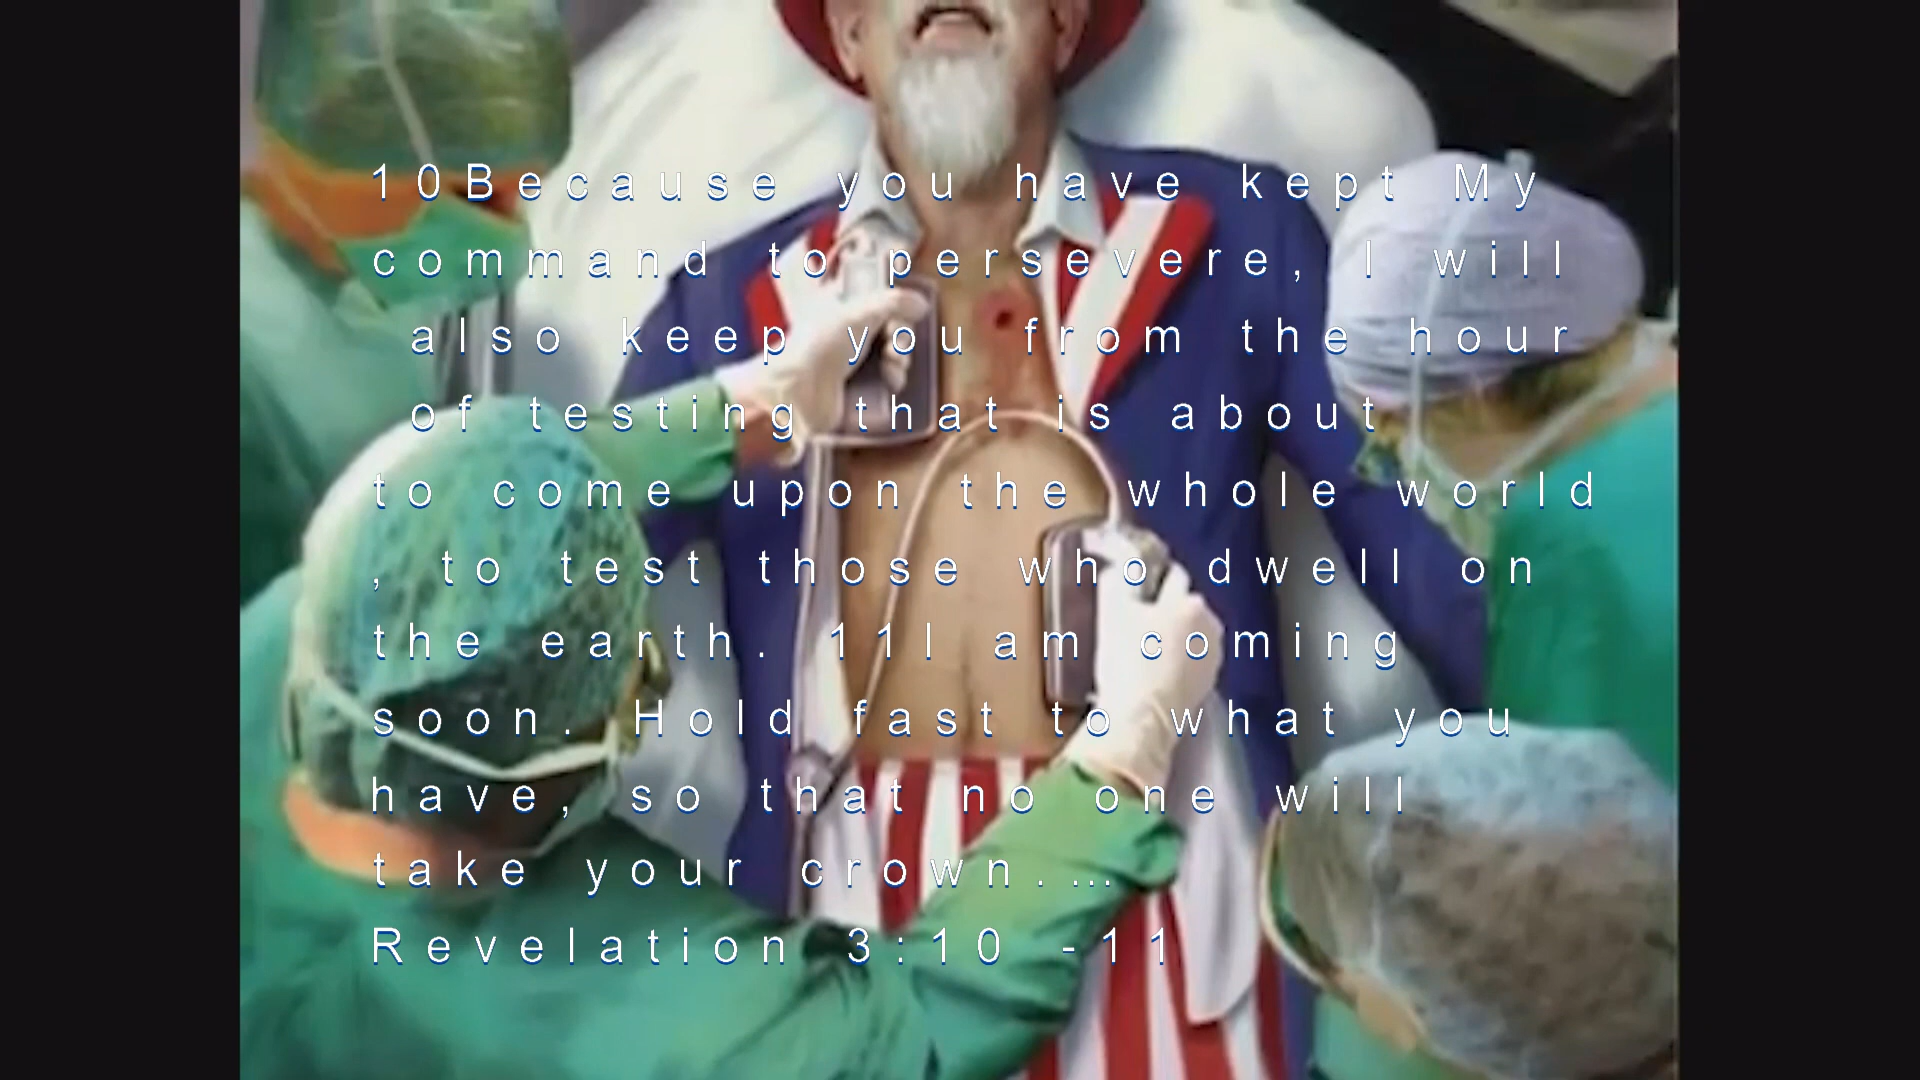 10Because you have kept My
command to persevere, I will
also keep you from the hour
of testing that is about
to come upon the whole world
, to test those who dwell on
the earth. 11I am coming
soon. Hold fast to what you
have, so that no one will
take your crown....
Revelation 3:10 -11